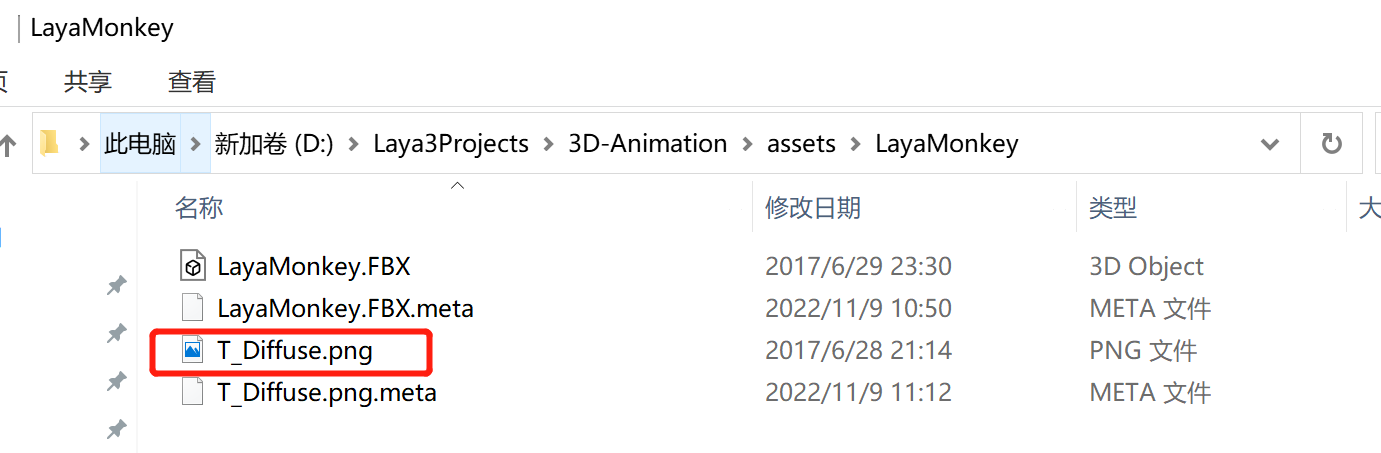 LayaMonkey
页 共享 查看
此电脑 新加卷 (D:) Laya3Projects 3D-Animation assets LayaMonkey
名称 修改日期 类型 大
LayaMonkey.FBX 2017/6/29 23:30 3D Object
LayaMonkey.FBX.meta 2022/11/9 10:50 META 文件
T_Diffuse.png 2017/6/28 21:14 PNG 文件
T_Diffuse.png.meta 2022/11/9 11:12 META 文件